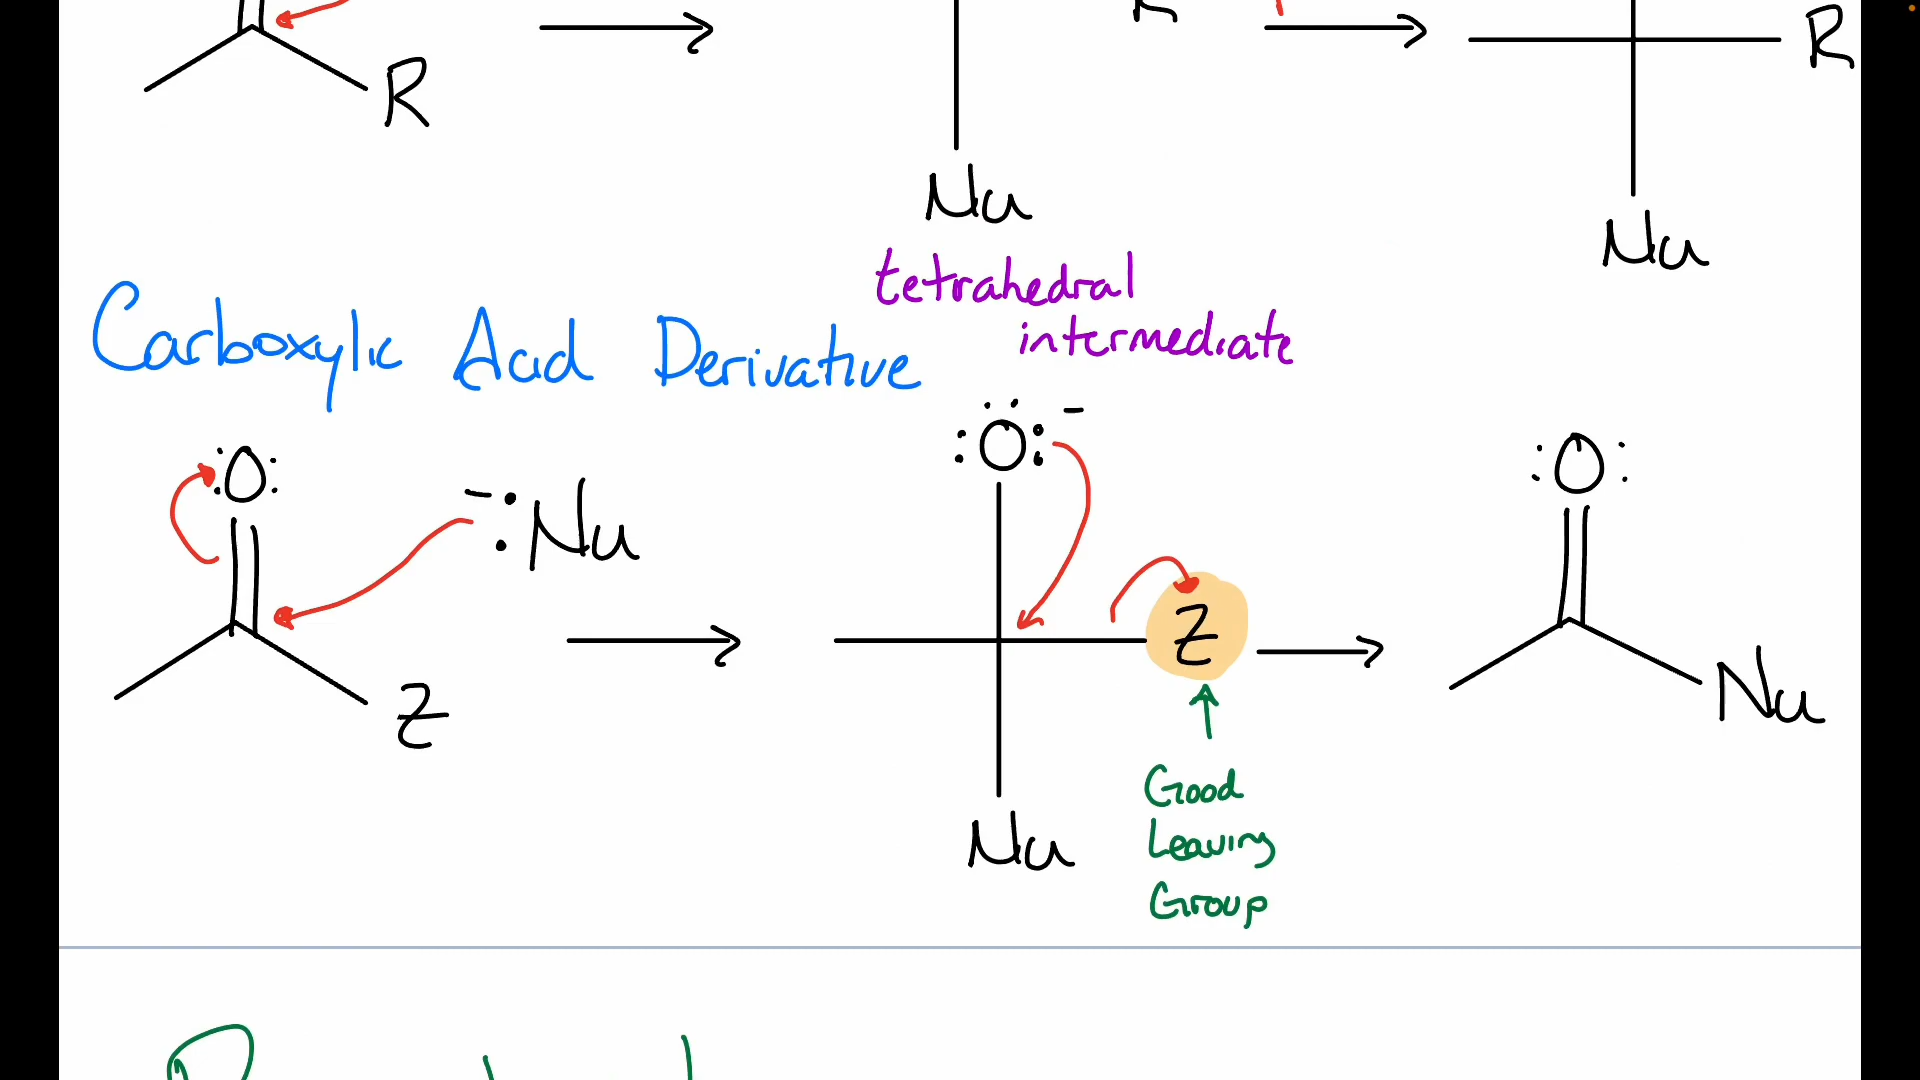 R
R
R
Nu
Nu
tetrahedral
intermediate
Carboxylic Acid Derivative
:O:
-
:O:
:O:
- :Nu
Z
Z
Nu
Nu
Good
Leaving
Group